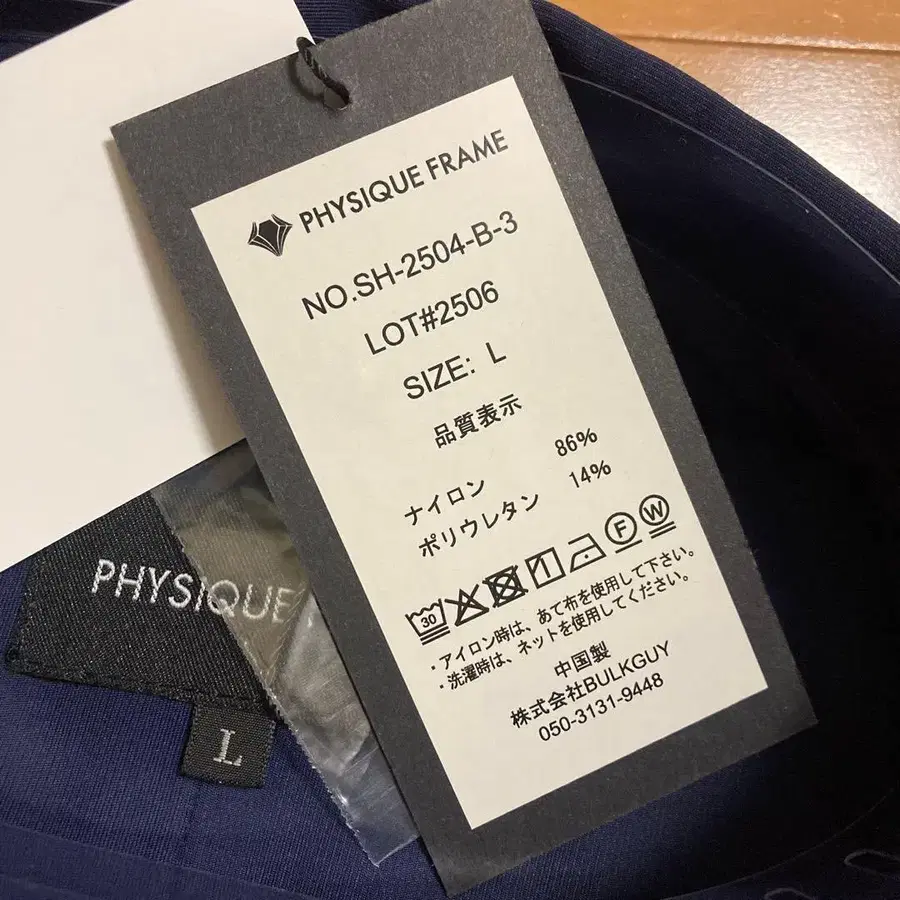 PHYSIQUE FRAME
NO.SH-2504-B-3
LOT#2506
SIZE: L
品質表示
ナイロン 86%
ポリウレタン 14%
30 F W
・アイロン時は、あて布を使用して下さい。
・洗濯時は、ネットを使用してください。
中国製
株式会社BULKGUY
050-3131-9448
PHYSIQUE
L